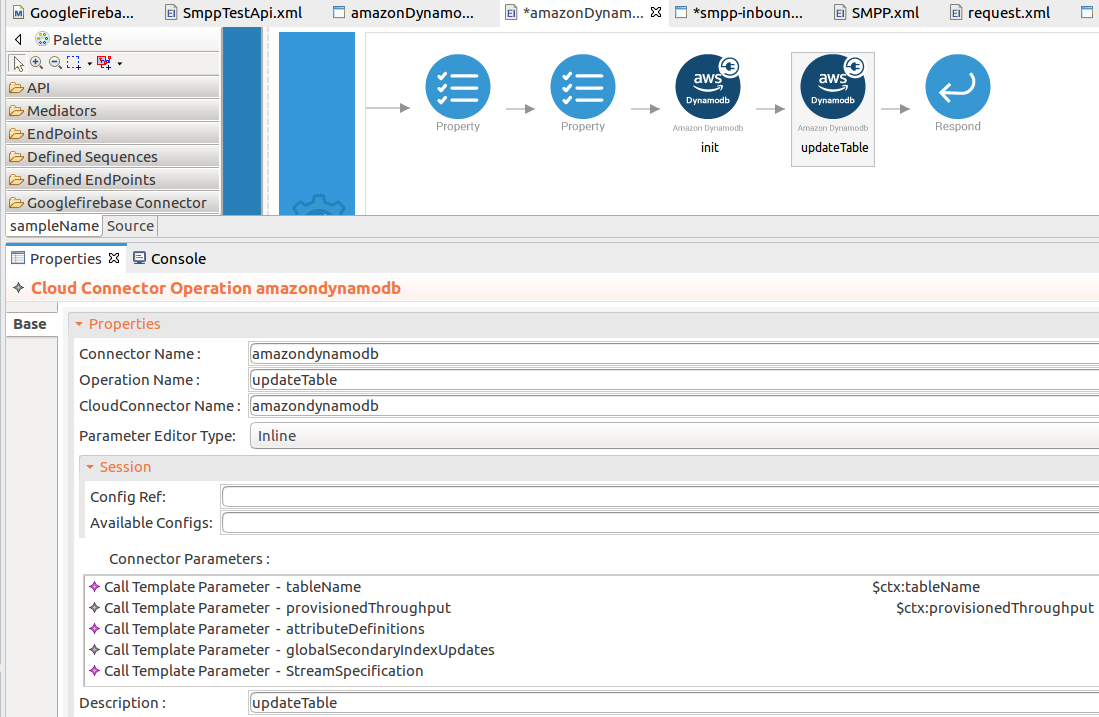 GoogleFireba... SmppTestApi.xml amazonDynamo... *amazonDynam... *smpp-inboun... SMPP.xml request.xml
Palette
API
Mediators
EndPoints
Defined Sequences
Defined EndPoints
Googlefirebase Connector
Property
Property
aws
Dynamodb
Amazon Dynamodb
init
aws
Dynamodb
Amazon Dynamodb
updateTable
Respond
sampleName Source
Properties Console
Cloud Connector Operation amazondynamodb
Base
Properties
Connector Name : amazondynamodb
Operation Name : updateTable
CloudConnector Name : amazondynamodb
Parameter Editor Type: Inline
Session
Config Ref:
Available Configs:
Connector Parameters :
Call Template Parameter - tableName $ctx:tableName
Call Template Parameter - provisionedThroughput $ctx:provisionedThroughput
Call Template Parameter - attributeDefinitions
Call Template Parameter - globalSecondaryIndexUpdates
Call Template Parameter - StreamSpecification
Description : updateTable